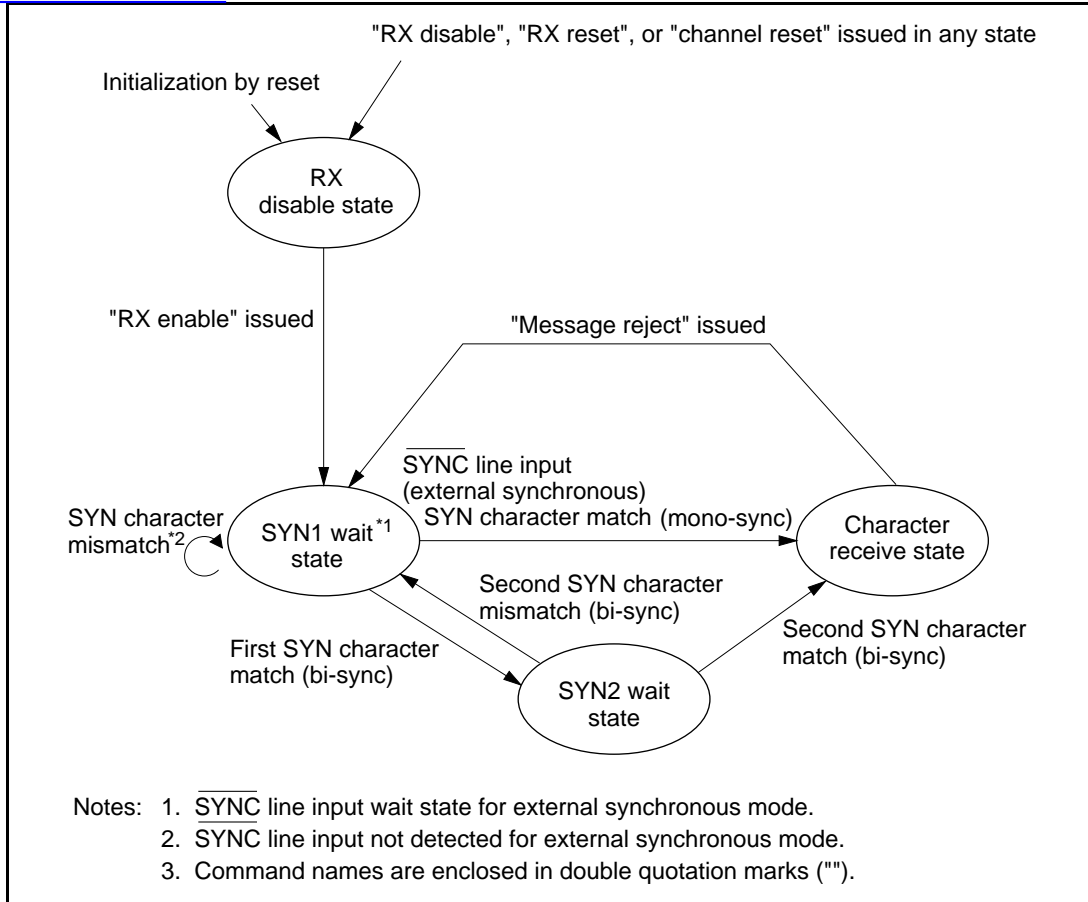 "RX disable", "RX reset", or "channel reset" issued in any state
Initialization by reset
RX
disable state
"RX enable" issued
"Message reject" issued
SYNC line input
(external synchronous)
SYN character match (mono-sync)
SYN character
mismatch*2
SYN1 wait*1
state
Character
receive state
Second SYN character
mismatch (bi-sync)
First SYN character
match (bi-sync)
Second SYN character
match (bi-sync)
SYN2 wait
state
Notes: 1. SYNC line input wait state for external synchronous mode.
2. SYNC line input not detected for external synchronous mode.
3. Command names are enclosed in double quotation marks ("").